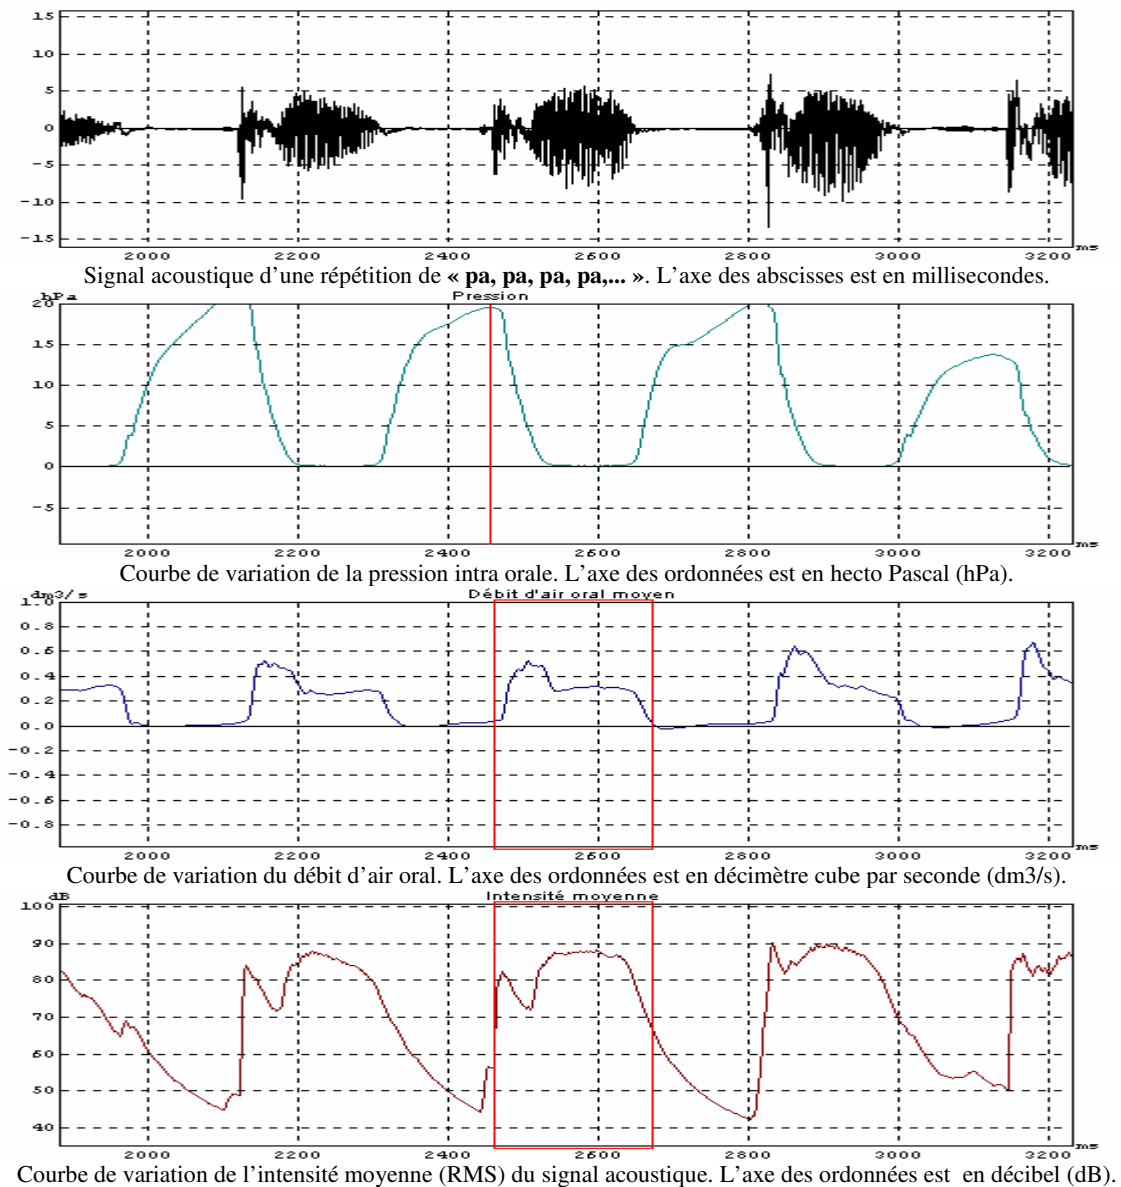 15
10
5
0
-5
-10
-15
2000 2200 2400 2600 2800 3000 3200 ms
Signal acoustique d'une répétition de « pa, pa, pa, pa,... ». L'axe des abscisses est en millisecondes.
hPa Pression
20
15
10
5
0
-5
2000 2200 2400 2600 2800 3000 3200 ms
Courbe de variation de la pression intra orale. L'axe des ordonnées est en hecto Pascal (hPa).
dm3/s Débit d'air oral moyen
1.0
0.8
0.6
0.4
0.2
0.0
-0.2
-0.4
-0.6
-0.8
2000 2200 2400 2600 2800 3000 3200 ms
Courbe de variation du débit d'air oral. L'axe des ordonnées est en décimètre cube par seconde (dm3/s).
dB Intensité moyenne
100
90
80
70
60
50
40
2000 2200 2400 2600 2800 3000 3200 ms
Courbe de variation de l'intensité moyenne (RMS) du signal acoustique. L'axe des ordonnées est en décibel (dB).